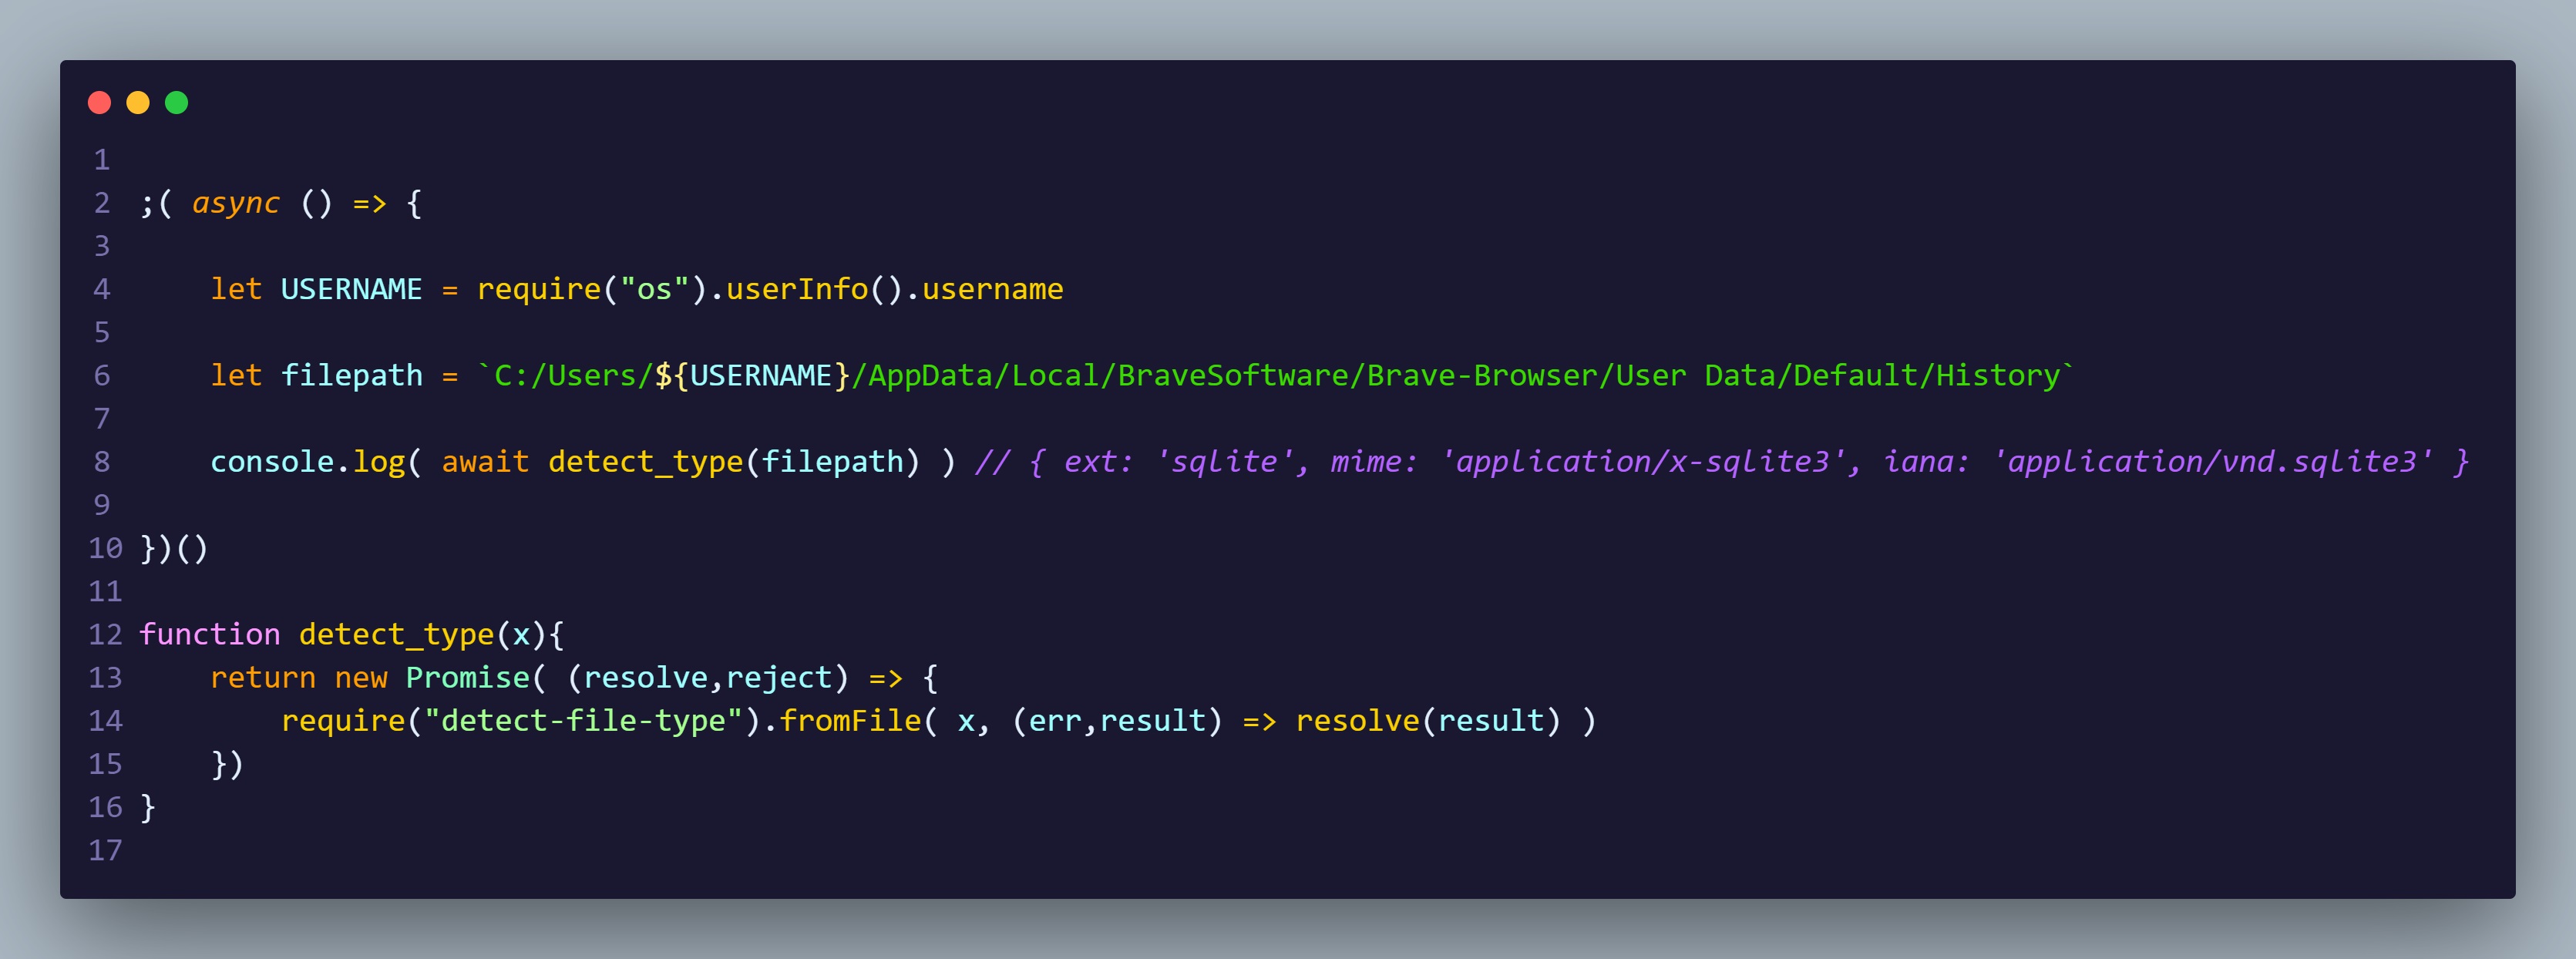 1
2 ;( async () => {
3
4     let USERNAME = require("os").userInfo().username
5
6     let filepath = `C:/Users/${USERNAME}/AppData/Local/BraveSoftware/Brave-Browser/User Data/Default/History`
7
8     console.log( await detect_type(filepath) ) // { ext: 'sqlite', mime: 'application/x-sqlite3', iana: 'application/vnd.sqlite3' }
9
10 })()
11
12 function detect_type(x){
13     return new Promise( (resolve,reject) => {
14         require("detect-file-type").fromFile( x, (err,result) => resolve(result) )
15     })
16 }
17